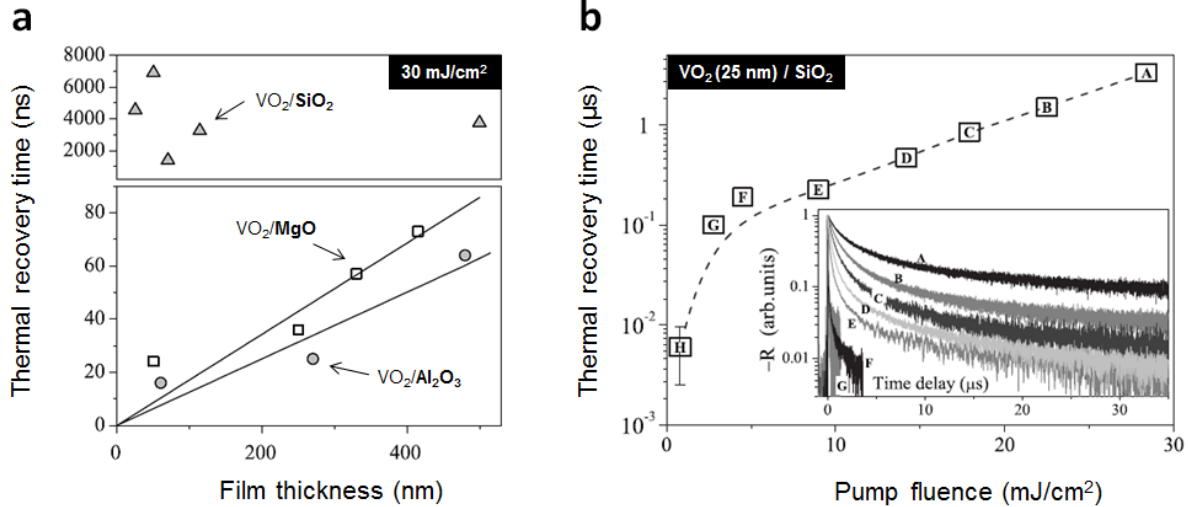 a
Thermal recovery time (ns)
8000
6000
4000
2000
30 mJ/cm²
VO₂/SiO₂
80
60
40
20
0
VO₂/MgO
VO₂/Al₂O₃
0
200
400
Film thickness (nm)
b
Thermal recovery time (µs)
VO₂ (25 nm) / SiO₂
1
10⁻¹
10⁻²
10⁻³
A
B
C
D
E
F
G
H
–R (arb.units)
1
0.1
0.01
A
B
C
D
E
F
G
Time delay (µs)
0
10
20
30
0
10
20
30
Pump fluence (mJ/cm²)